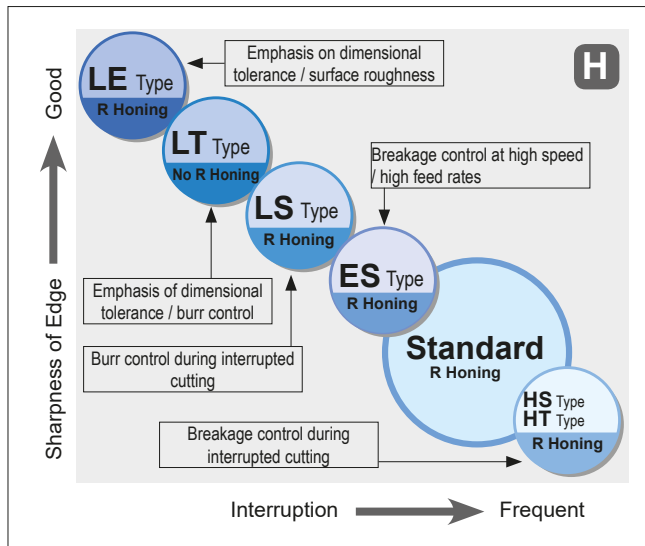 Emphasis on dimensional
tolerance / surface roughness
H
LE Type
R Honing
LT Type
No R Honing
Breakage control at high speed
/ high feed rates
LS Type
R Honing
ES Type
R Honing
Emphasis of dimensional
tolerance / burr control
Standard
R Honing
Burr control during interrupted
cutting
HS Type
HT Type
R Honing
Breakage control during
interrupted cutting
Good
Sharpness of Edge
Interruption
Frequent